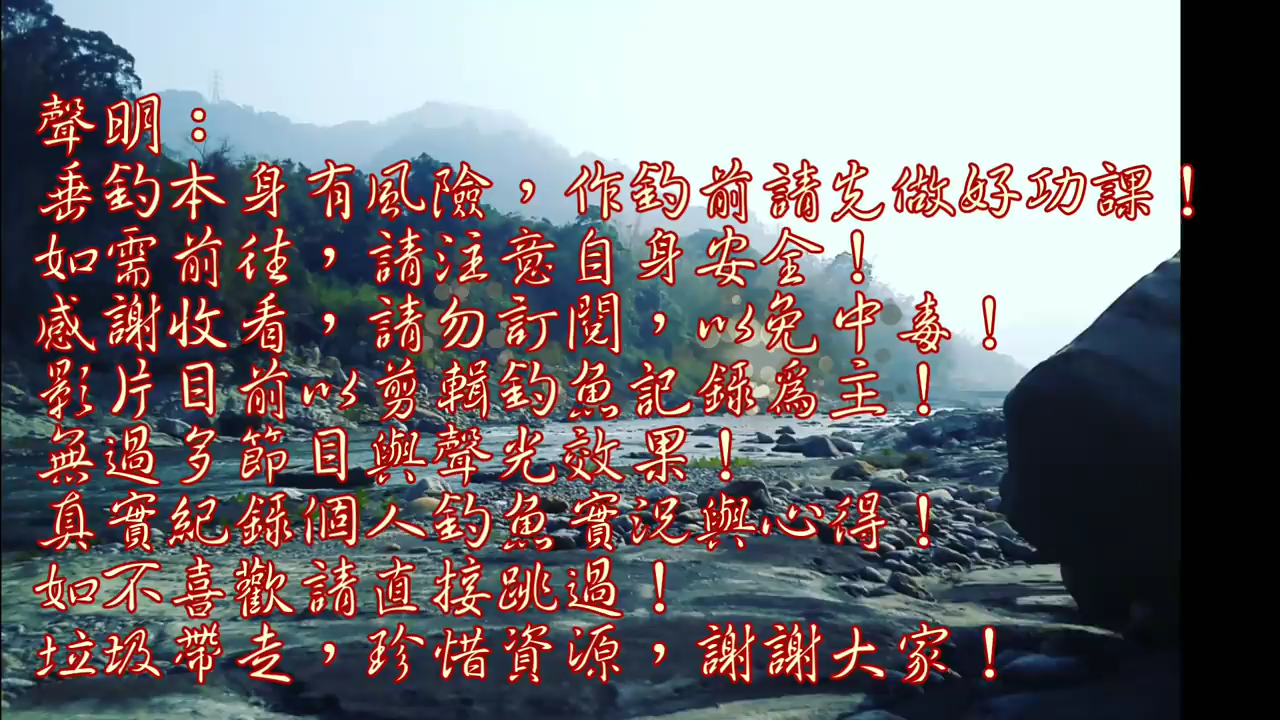 聲明：
垂釣本身有風險，作釣前請先做好功課！
如需前往，請注意自身安全！
感謝收看，請勿訂閱，以免中毒！
影片目前以剪輯釣魚記錄為主！
無過多節目與聲光效果！
真實紀錄個人釣魚實況與心得！
如不喜歡請直接跳過！
垃圾帶走，珍惜資源，謝謝大家！